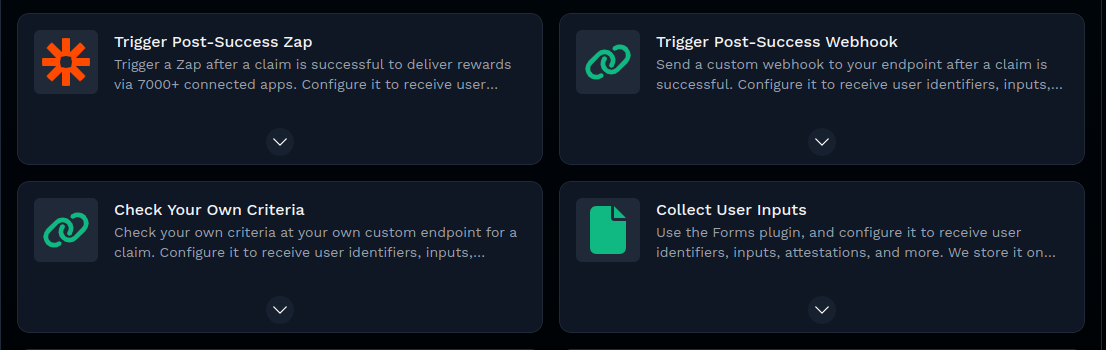 Trigger Post-Success Zap
Trigger a Zap after a claim is successful to deliver rewards
via 7000+ connected apps. Configure it to receive user...
Trigger Post-Success Webhook
Send a custom webhook to your endpoint after a claim is
successful. Configure it to receive user identifiers, inputs,...
Check Your Own Criteria
Check your own criteria at your own custom endpoint for a
claim. Configure it to receive user identifiers, inputs,...
Collect User Inputs
Use the Forms plugin, and configure it to receive user
identifiers, inputs, attestations, and more. We store it on...